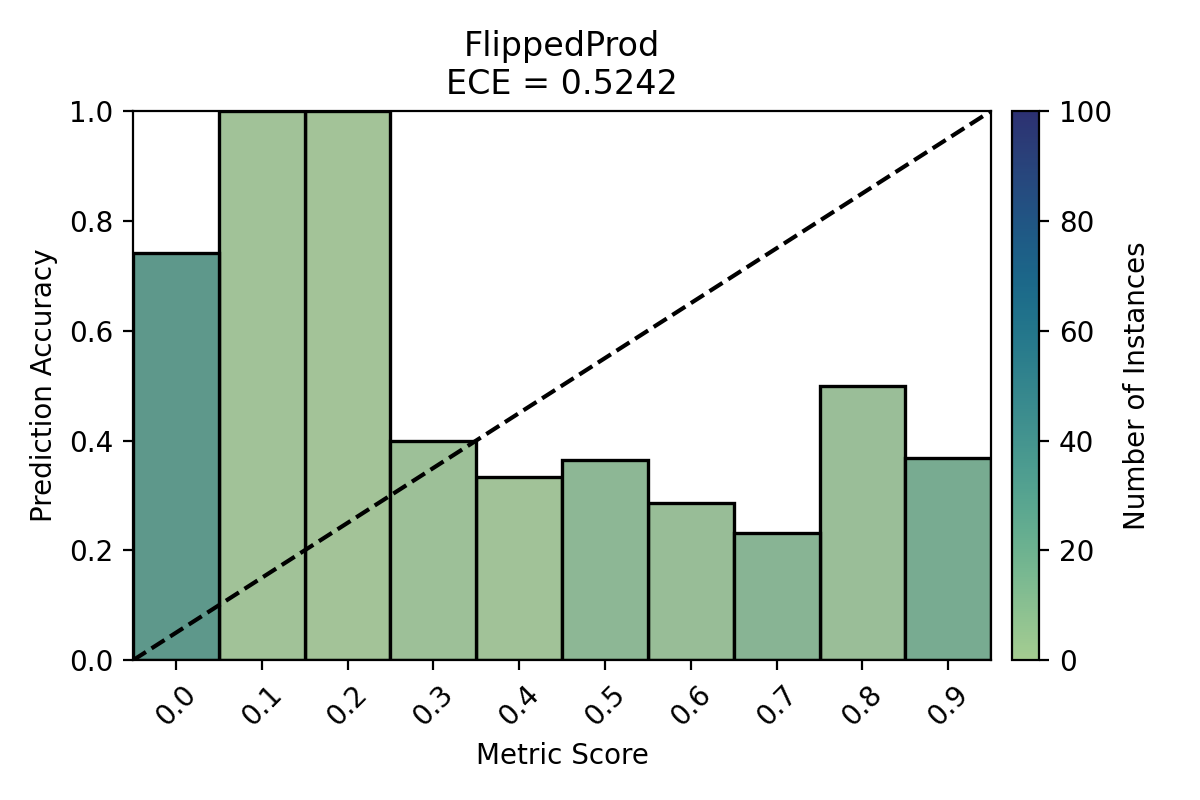 FlippedProd
ECE = 0.5242
1.0
0.8
0.6
0.4
0.2
0.0
Prediction Accuracy
0.0 0.1 0.2 0.3 0.4 0.5 0.6 0.7 0.8 0.9
Metric Score
100
80
60
40
20
0
Number of Instances